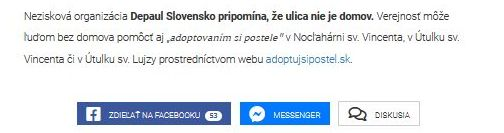 Nezisková organizácia Depaul Slovensko pripomína, že ulica nie je domov. Verejnosť môže
ľuďom bez domova pomôcť aj „adoptovaním si postele" v Nocľahárni sv. Vincenta, v Útulku sv.
Vincenta či v Útulku sv. Lujzy prostredníctvom webu adoptujsipostel.sk.
ZDIEĽAŤ NA FACEBOOKU 53 MESSENGER DISKUSIA